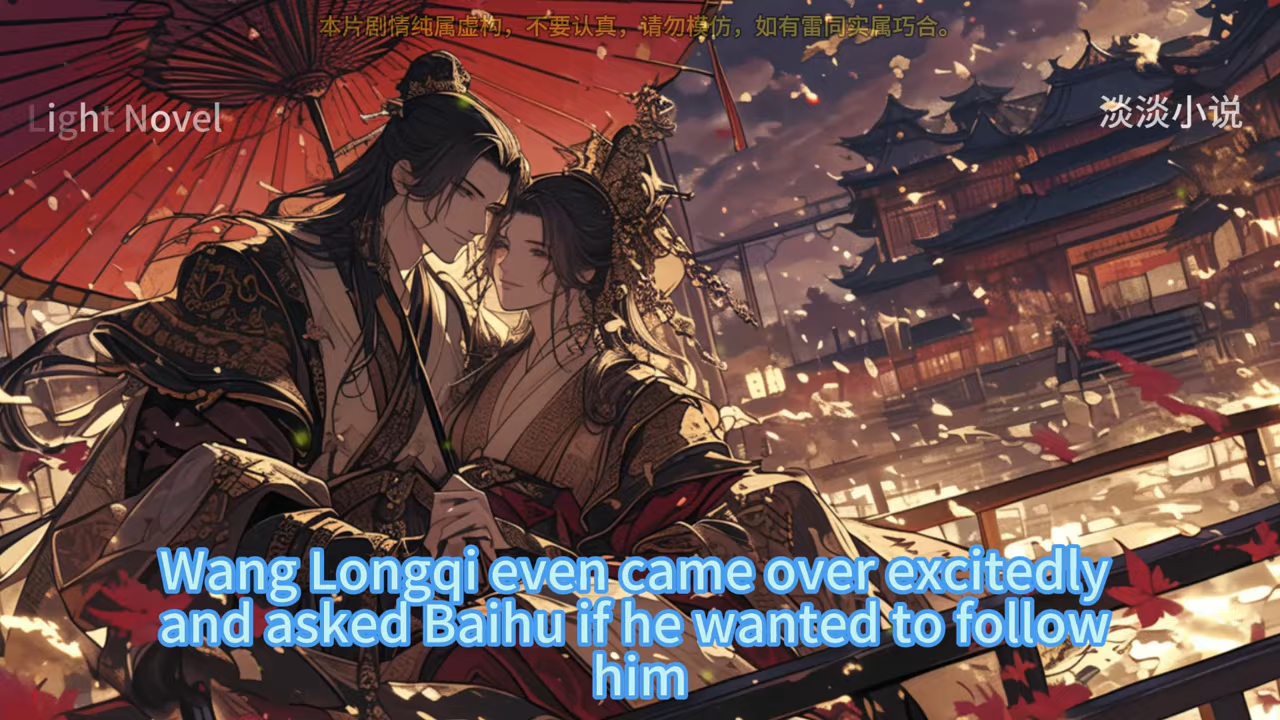 本片剧情纯属虚构，不要认真，请勿模仿，如有雷同实属巧合。
Light Novel
淡淡小说
Wang Longqi even came over excitedly
and asked Baihu if he wanted to follow
him